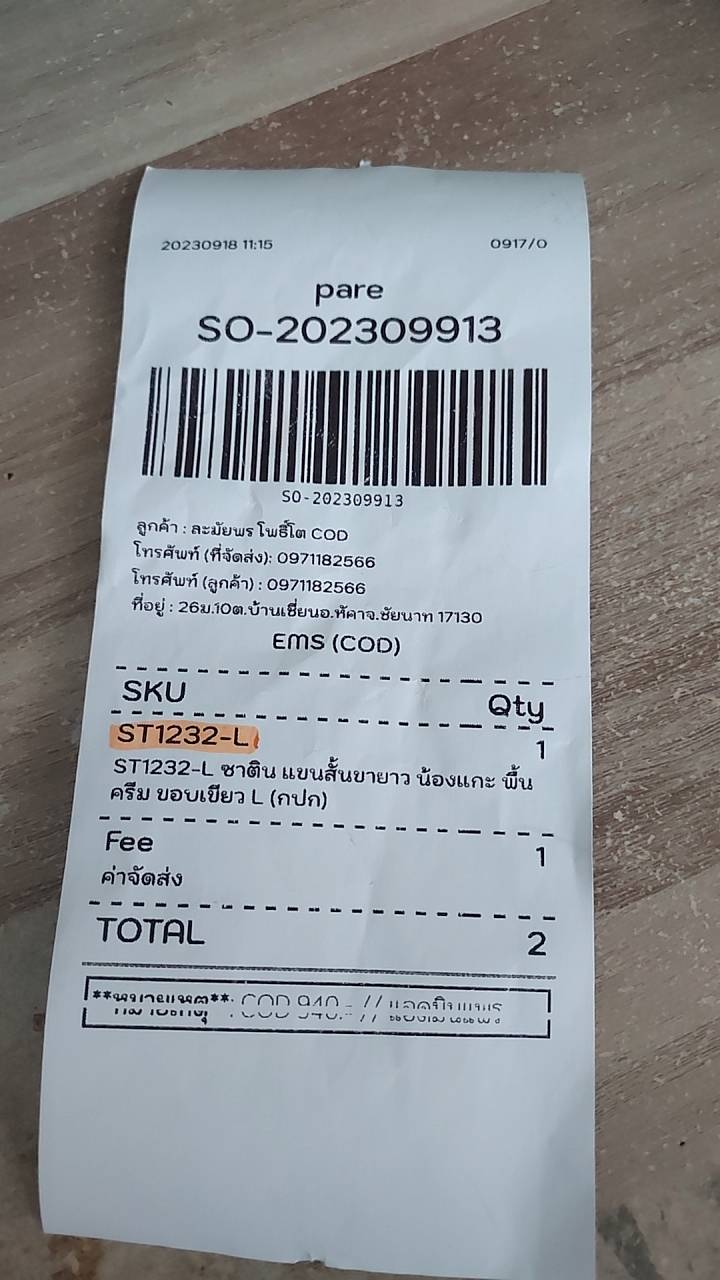 20230918 11:15 0917/0
pare
SO-202309913
SO-202309913
ลูกค้า : ละมัยพร โพธิ์โต COD
โทรศัพท์ (ที่จัดส่ง): 0971182566
โทรศัพท์ (ลูกค้า) : 0971182566
ที่อยู่ : 26ม.10ต.บ้านเชี่ยนอ.หัคาจ.ชัยนาท 17130
EMS (COD)
SKU Qty
ST1232-L 1
ST1232-L ซาติน แขนสั้นขายาว น้องแกะ พื้น
ครีม ขอบเขียว L (กปก)
Fee 1
ค่าจัดส่ง
TOTAL 2
**หมายเหตุ**: COD 940.- //